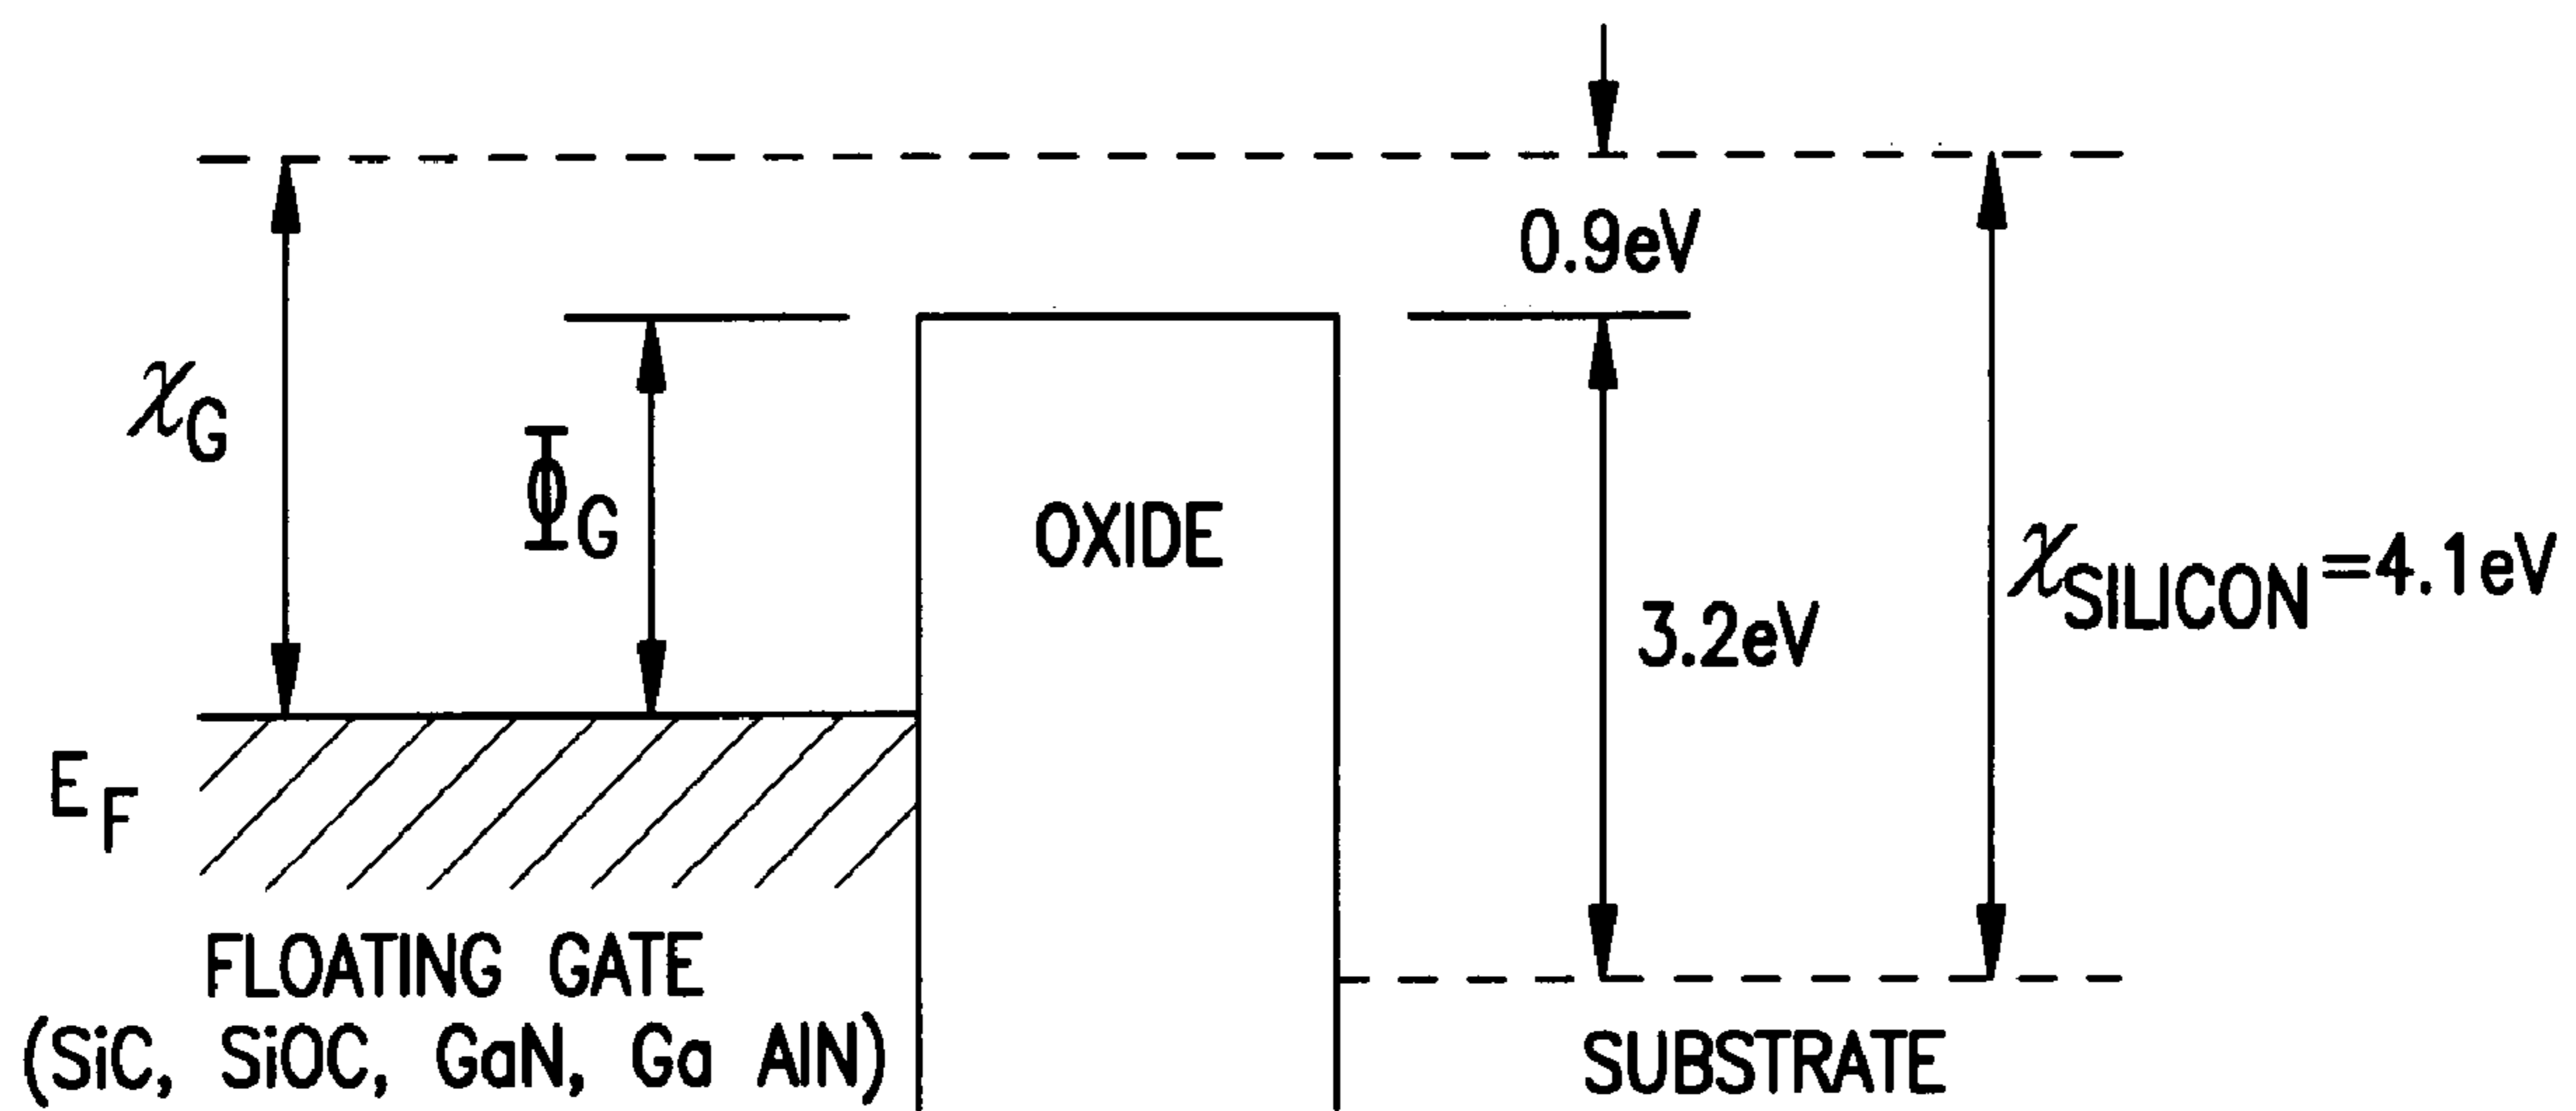 0.9eV
χG
ΦG
OXIDE
χSILICON=4.1eV
3.2eV
EF
FLOATING GATE
(SiC, SiOC, GaN, Ga AlN)
SUBSTRATE